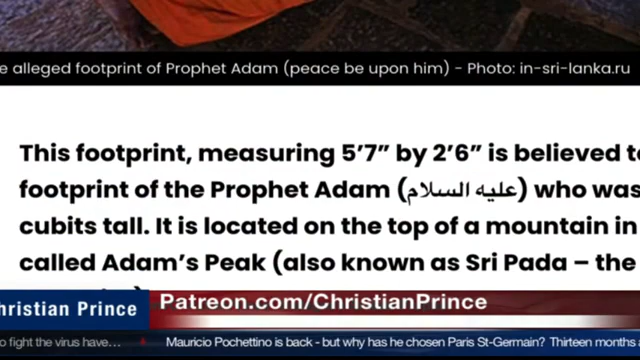 e alleged footprint of Prophet Adam (peace be upon him) - Photo: in-sri-lanka.ru
This footprint, measuring 5’7” by 2’6” is believed
footprint of the Prophet Adam (عليه السلام) who was
cubits tall. It is located on the top of a mountain in
called Adam’s Peak (also known as Sri Pada – the
hristian Prince
Patreon.com/ChristianPrince
o fight the virus have…
Mauricio Pochettino is back - but why has he chosen Paris St-Germain? Thirteen months